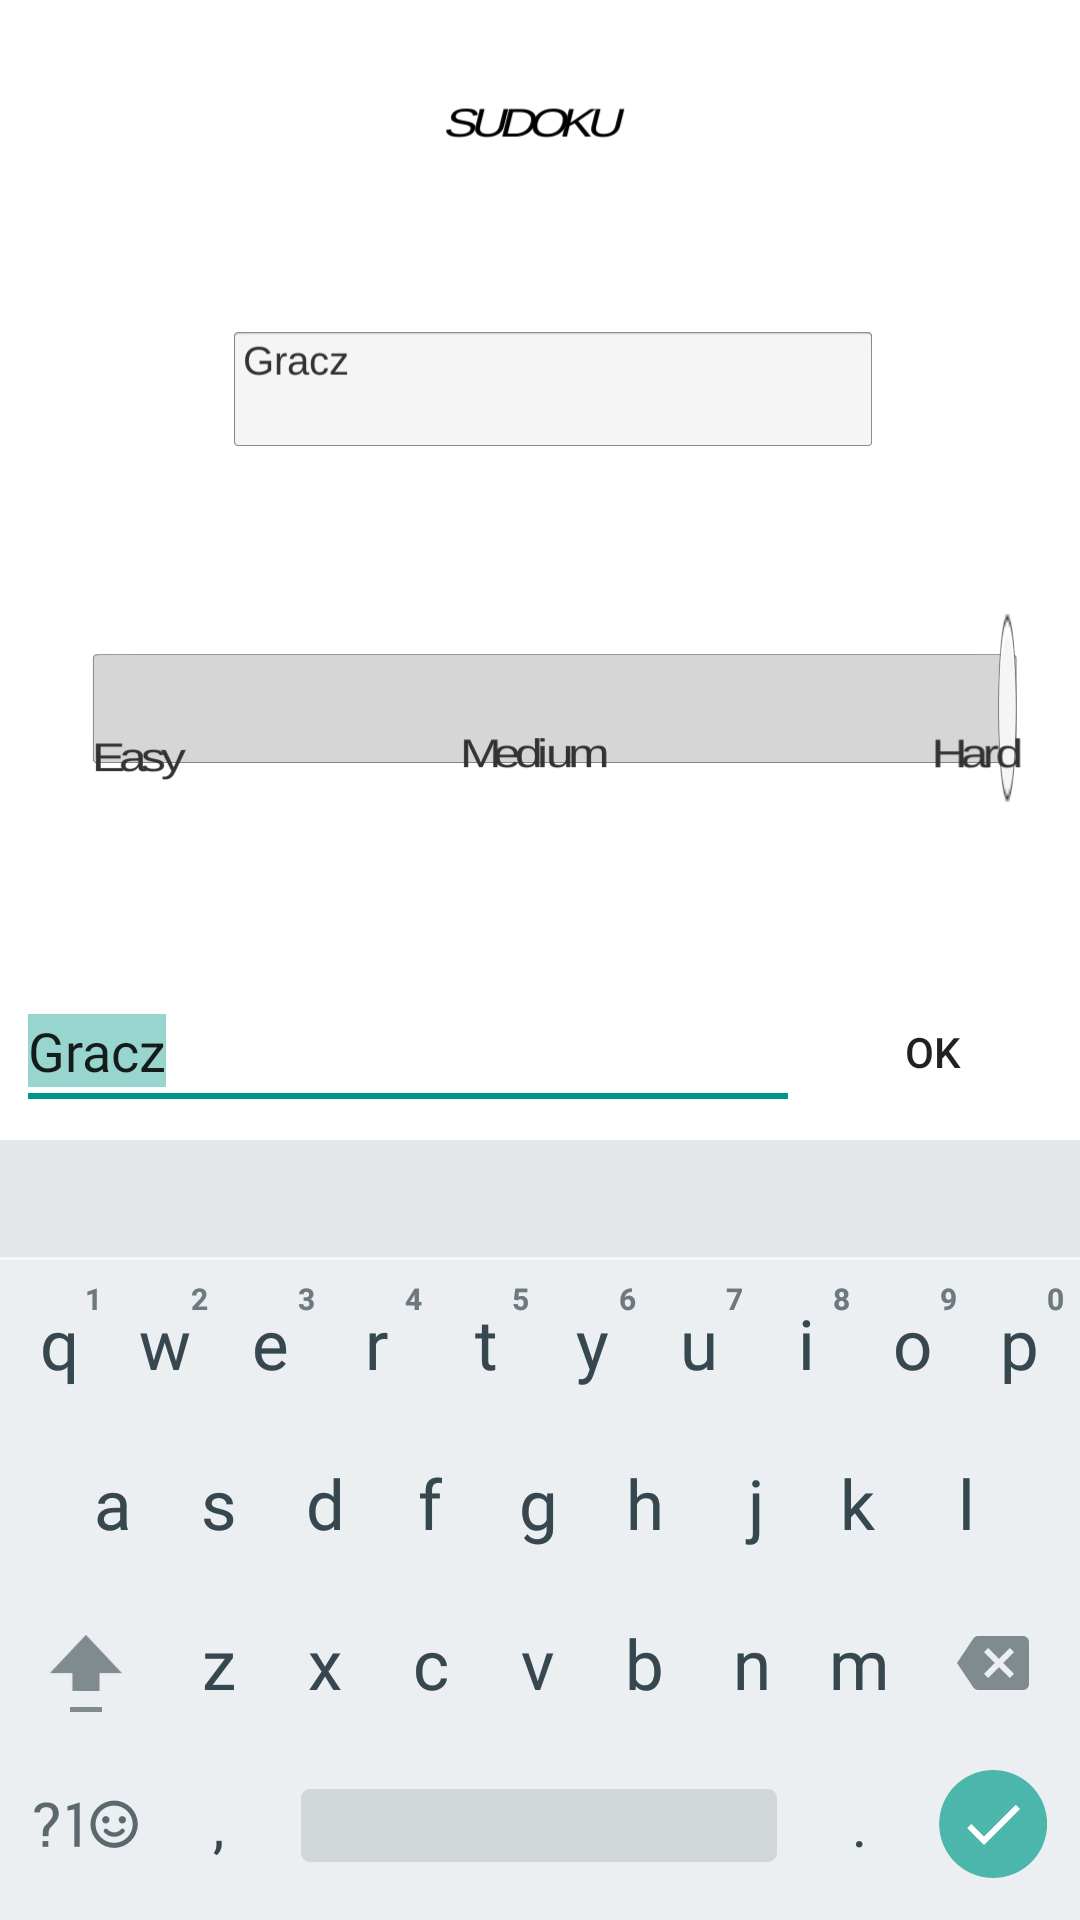 SUDOKU
Gracz
Easy Medium Hard
Gracz OK
1 2 3 4 5 6 7 8 9 0
q w e r t y u i o p
a s d f g h j k l
z x c v b n m
?1☺ , .